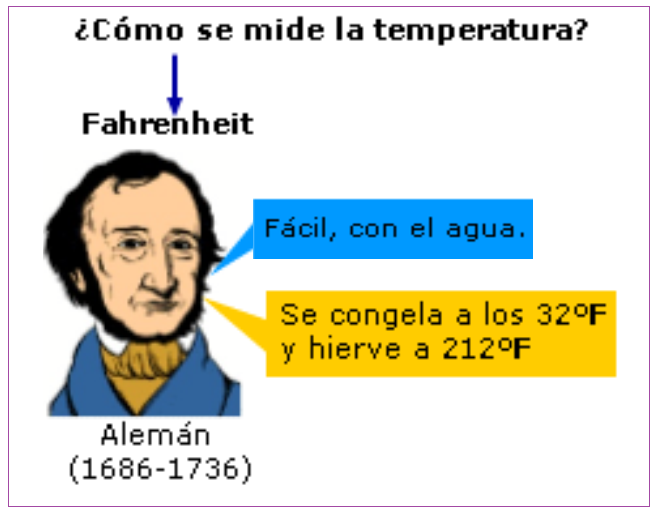 ¿Cómo se mide la temperatura?
Fahrenheit
Fácil, con el agua.
Se congela a los 32ºF
y hierve a 212ºF
Alemán
(1686-1736)